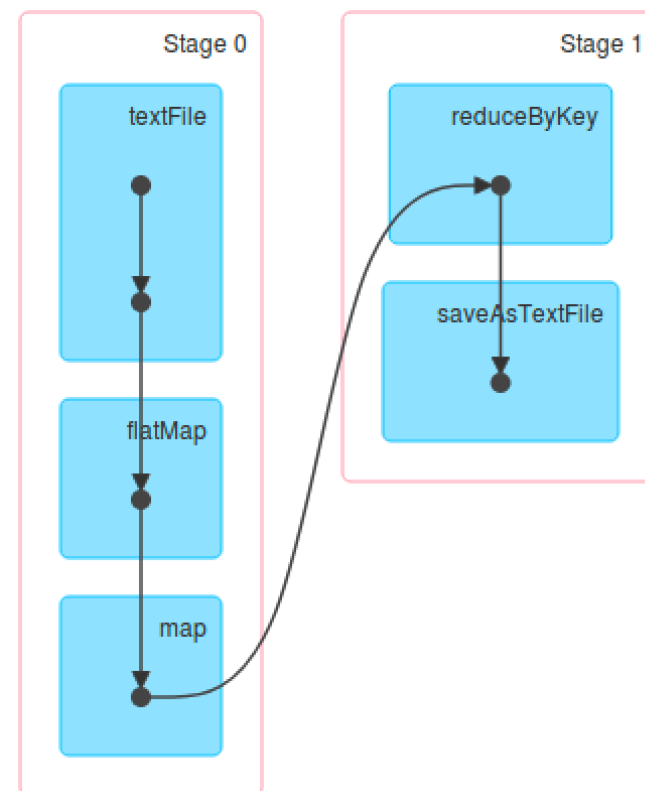 Stage 0
textFile
flatMap
map
Stage 1
reduceByKey
saveAsTextFile